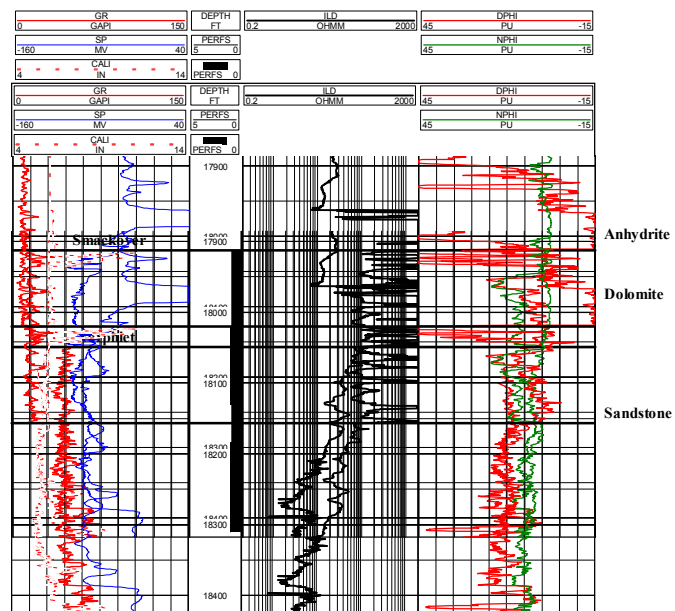 GR DEPTH ILD DPHI
0 GAPI 150 FT 0.2 OHMM 2000 45 PU -15
SP PERFS NPHI
-160 MV 40 5 0 45 PU -15
CALI
4 IN 14 PERFS 0
GR DEPTH ILD DPHI
0 GAPI 150 FT 0.2 OHMM 2000 45 PU -15
SP PERFS NPHI
-160 MV 40 5 0 45 PU -15
CALI
4 IN 14 PERFS 0
17900
Anhydrite
Smackover
17900
Dolomite
18000
18100
Sandstone
18200
18300
18400